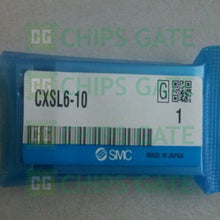 CHIPS GATE
CXSL6-10
G
1
SMC
MADE IN JAPAN